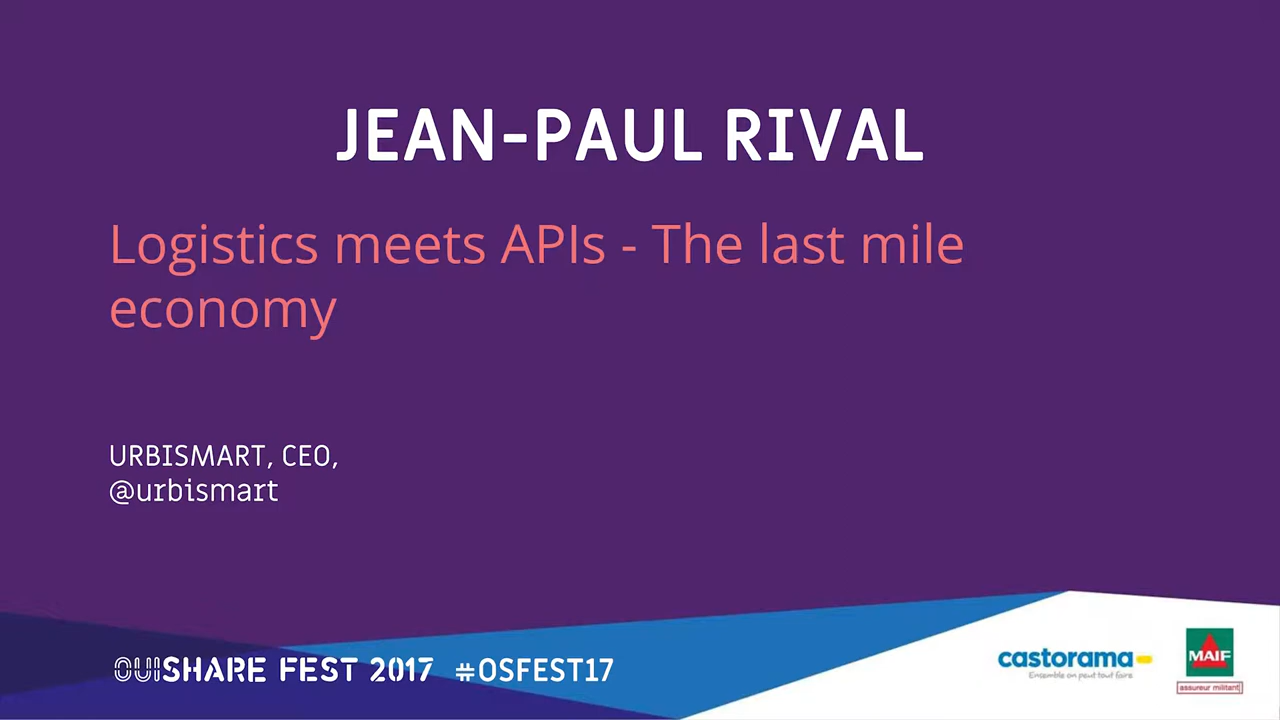 JEAN-PAUL RIVAL
Logistics meets APIs - The last mile
economy
URBISMART, CEO,
@urbismart
OUISHARE FEST 2017 #OSFEST17
castorama
Ensemble on peut tout faire
MAIF
assureur militant